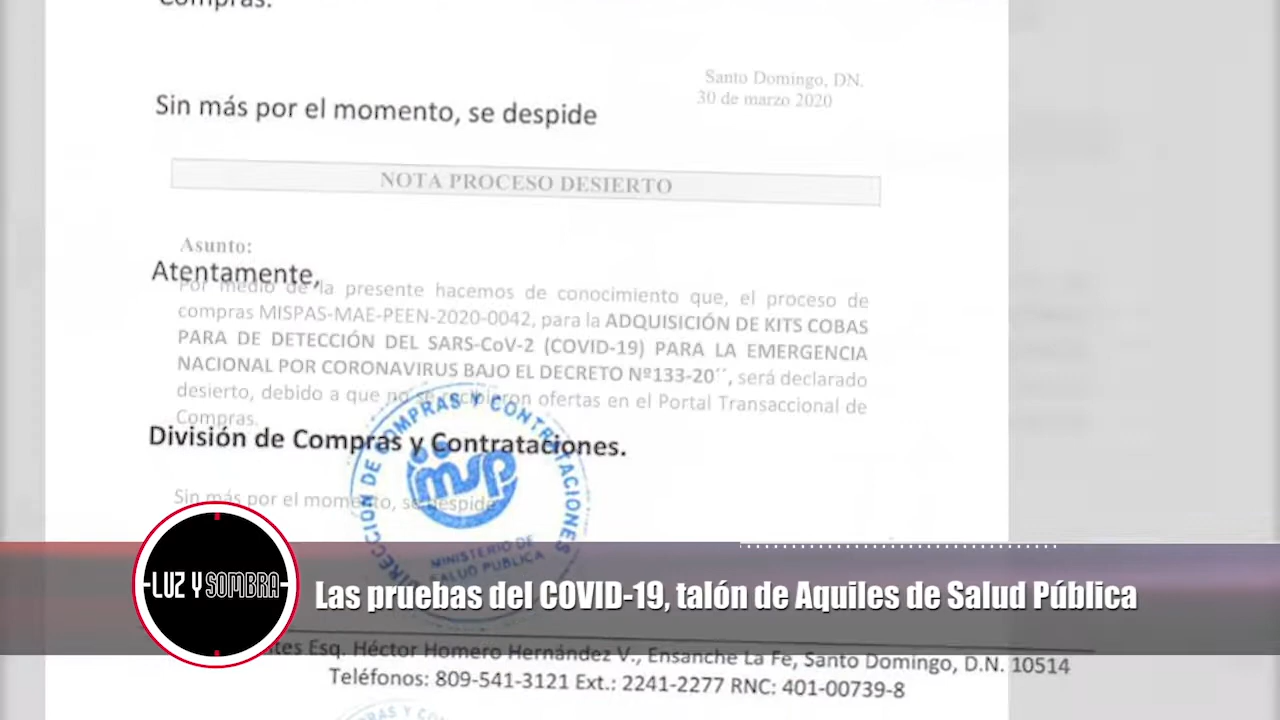 Compras.
Santo Domingo, DN.
30 de marzo 2020
Sin más por el momento, se despide
NOTA PROCESO DESIERTO
Asunto:
Atentamente,
Por medio de la presente hacemos de conocimiento que, el proceso de
compras MISPAS-MAE-PEEN-2020-0042, para la ADQUISICIÓN DE KITS COBAS
PARA DE DETECCIÓN DEL SARS-CoV-2 (COVID-19) PARA LA EMERGENCIA
NACIONAL POR CORONAVIRUS BAJO EL DECRETO Nº133-20´´, será declarado
desierto, debido a que no se recibieron ofertas en el Portal Transaccional de
Compras.
División de Compras y Contrataciones.
DIRECCION DE COMPRAS Y CONTRATACIONES
msp
MINISTERIO DE
SALUD PUBLICA
Sin más por el momento, se despide
LUZ Y SOMBRA
Las pruebas del COVID-19, talón de Aquiles de Salud Pública
Esq. Héctor Homero Hernández V., Ensanche La Fe, Santo Domingo, D.N. 10514
Teléfonos: 809-541-3121 Ext.: 2241-2277 RNC: 401-00739-8